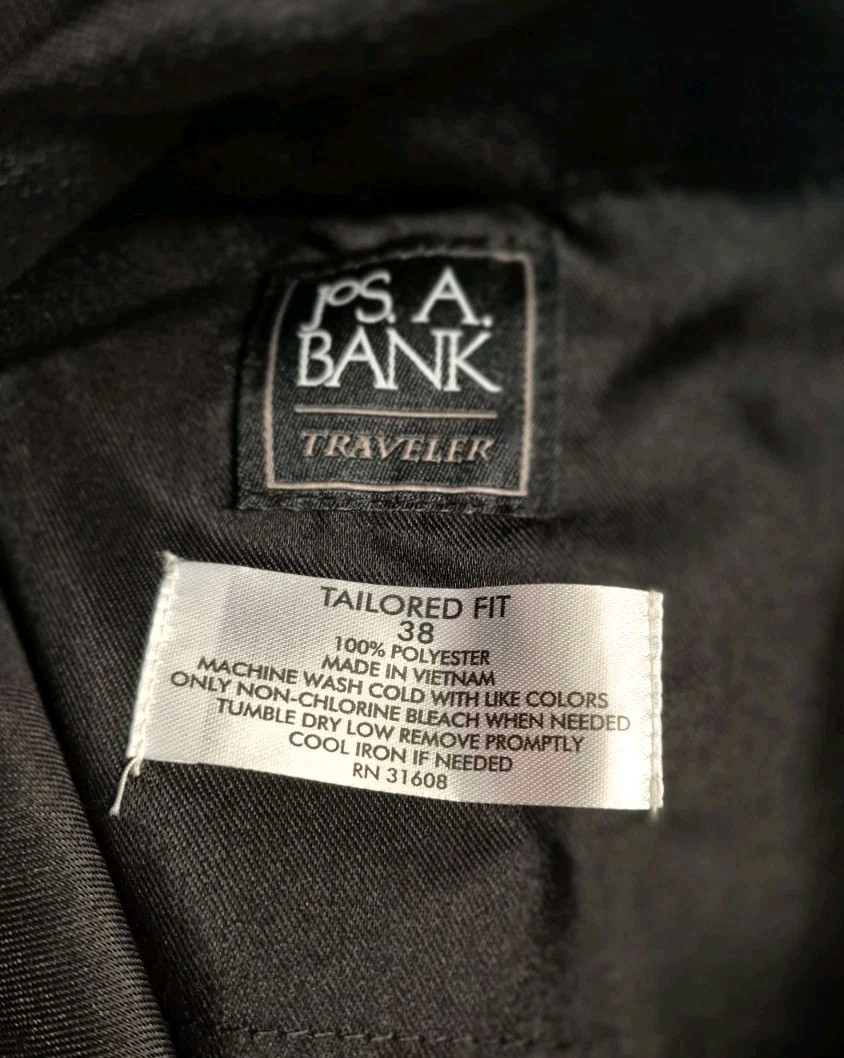 JOS. A.
BANK
TRAVELER
TAILORED FIT
38
100% POLYESTER
MADE IN VIETNAM
MACHINE WASH COLD WITH LIKE COLORS
ONLY NON-CHLORINE BLEACH WHEN NEEDED
TUMBLE DRY LOW REMOVE PROMPTLY
COOL IRON IF NEEDED
RN 31608